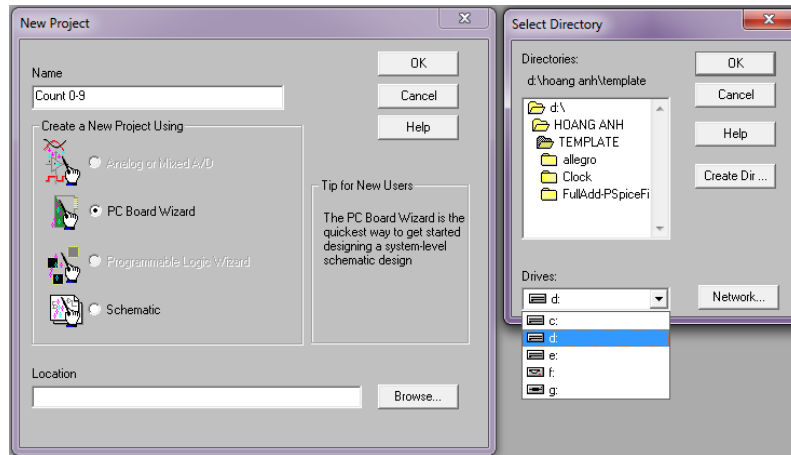 New Project
Name
OK
Count 0-9
Cancel
Create a New Project Using
Help
Analog or Mixed A/D
PC Board Wizard
Programmable Logic Wizard
Schematic
Tip for New Users
The PC Board Wizard is the
quickest way to get started
designing a system-level
schematic design
Location
Browse...
Select Directory
Directories:
OK
d:\hoang anh\template
Cancel
d:\
HOANG ANH
Help
TEMPLATE
allegro
Clock
Create Dir ...
FullAdd-PSpiceFi
Drives:
d:
Network...
c:
d:
e:
f:
g: